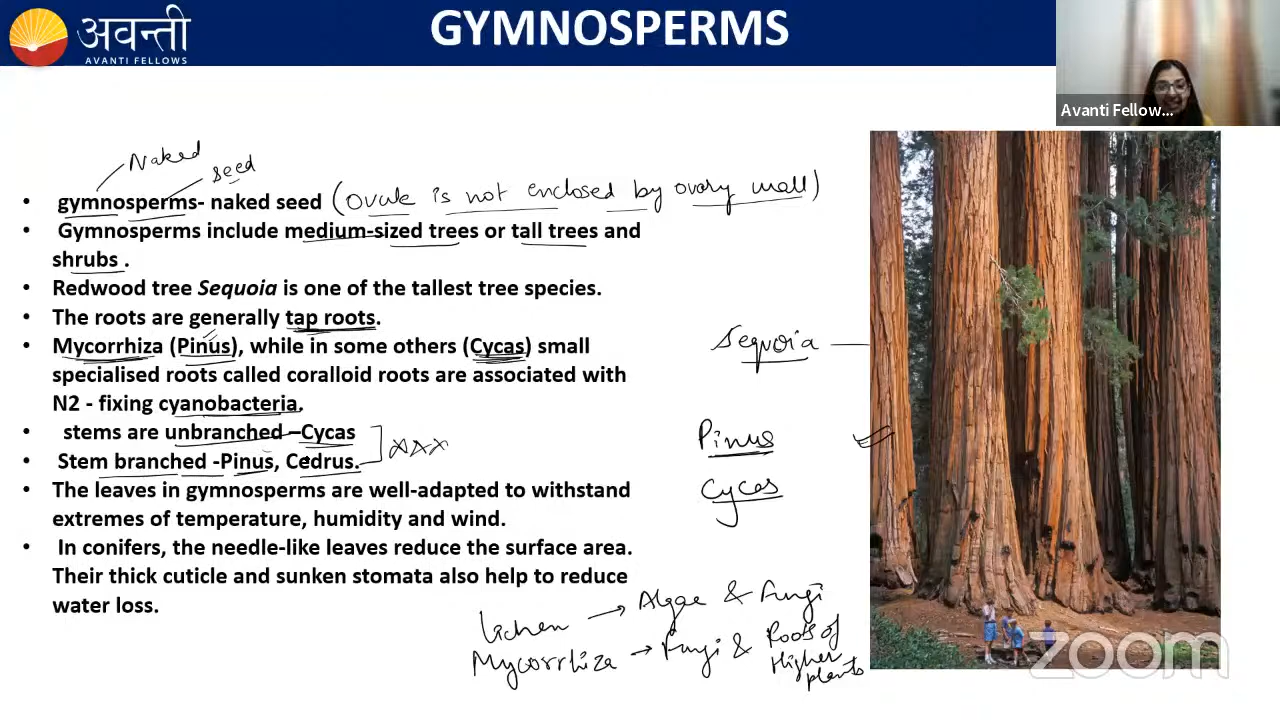 अवन्ती
AVANTI FELLOWS
GYMNOSPERMS
Avanti Fellow...
Naked
seed
gymnosperms- naked seed (ovule is not enclosed by ovary wall)
Gymnosperms include medium-sized trees or tall trees and
shrubs .
Redwood tree Sequoia is one of the tallest tree species.
The roots are generally tap roots.
Mycorrhiza (Pinus), while in some others (Cycas) small
specialised roots called coralloid roots are associated with
N2 - fixing cyanobacteria.
stems are unbranched –Cycas
Stem branched -Pinus, Cedrus.
The leaves in gymnosperms are well-adapted to withstand
extremes of temperature, humidity and wind.
In conifers, the needle-like leaves reduce the surface area.
Their thick cuticle and sunken stomata also help to reduce
water loss.
Sequoia
Pinus
Cycas
Lichen → Algae & Fungi
Mycorrhiza → Fungi & Roots of
Higher
plants
zoom